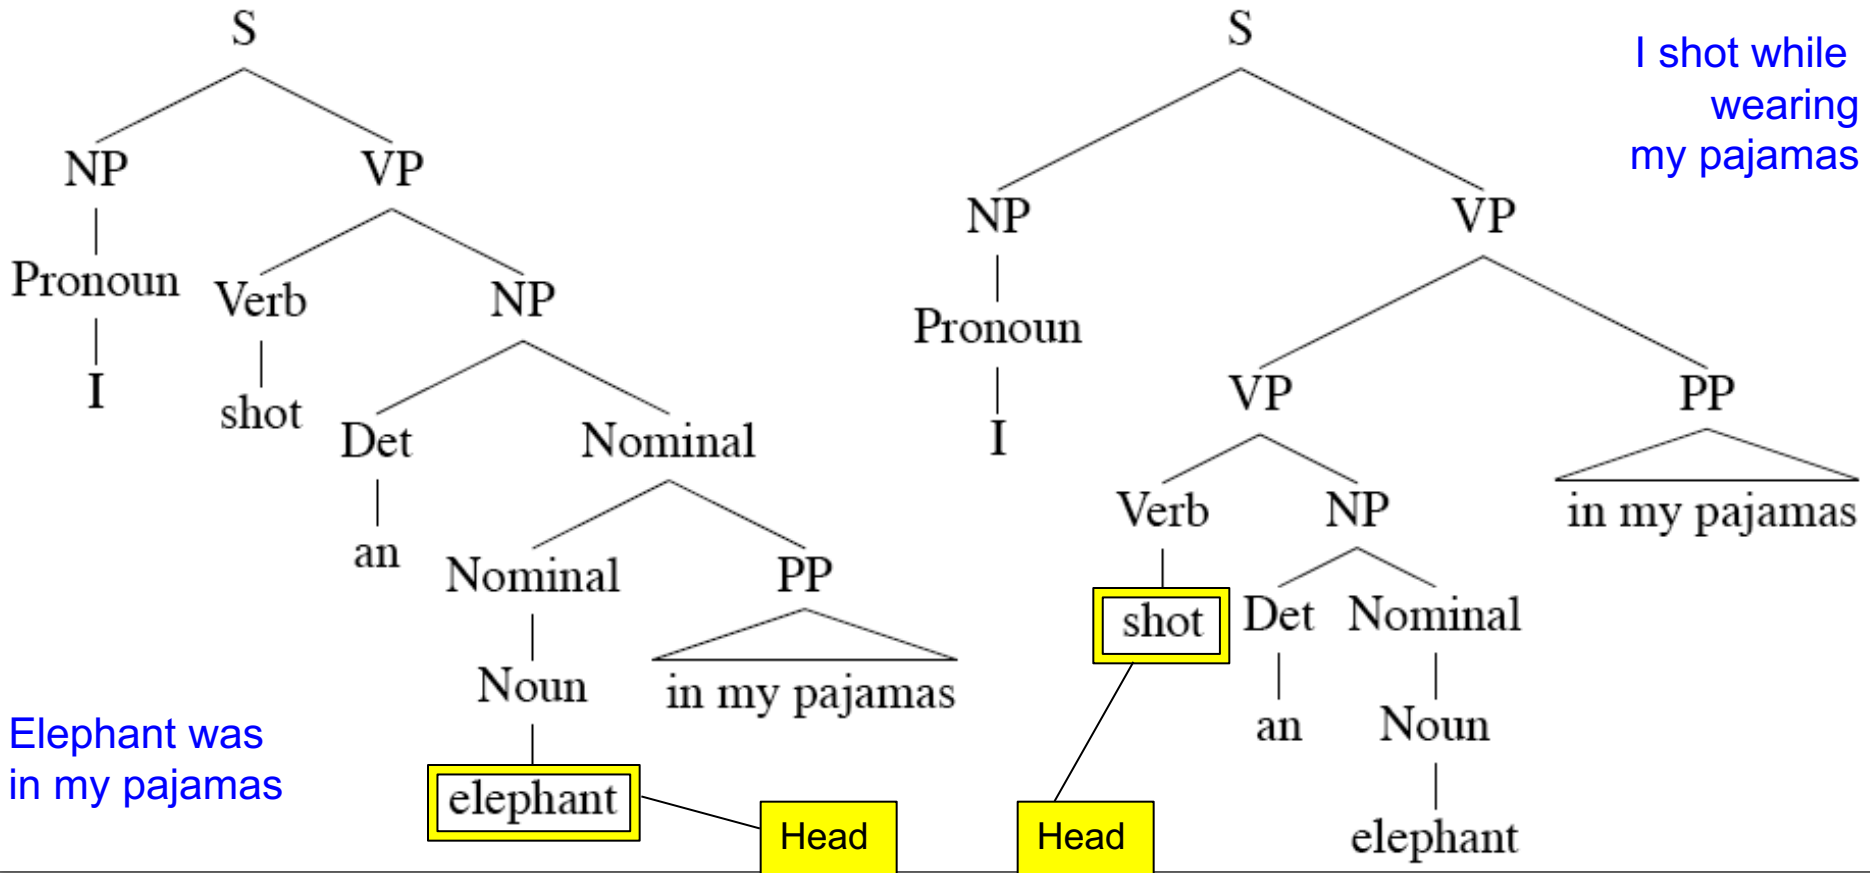 S
NP VP
Pronoun Verb NP
I shot Det Nominal
an Nominal PP
Noun in my pajamas
elephant
Elephant was
in my pajamas
Head
S
I shot while
wearing
my pajamas
NP VP
Pronoun
I VP PP
Verb NP in my pajamas
shot Det Nominal
an Noun
elephant
Head